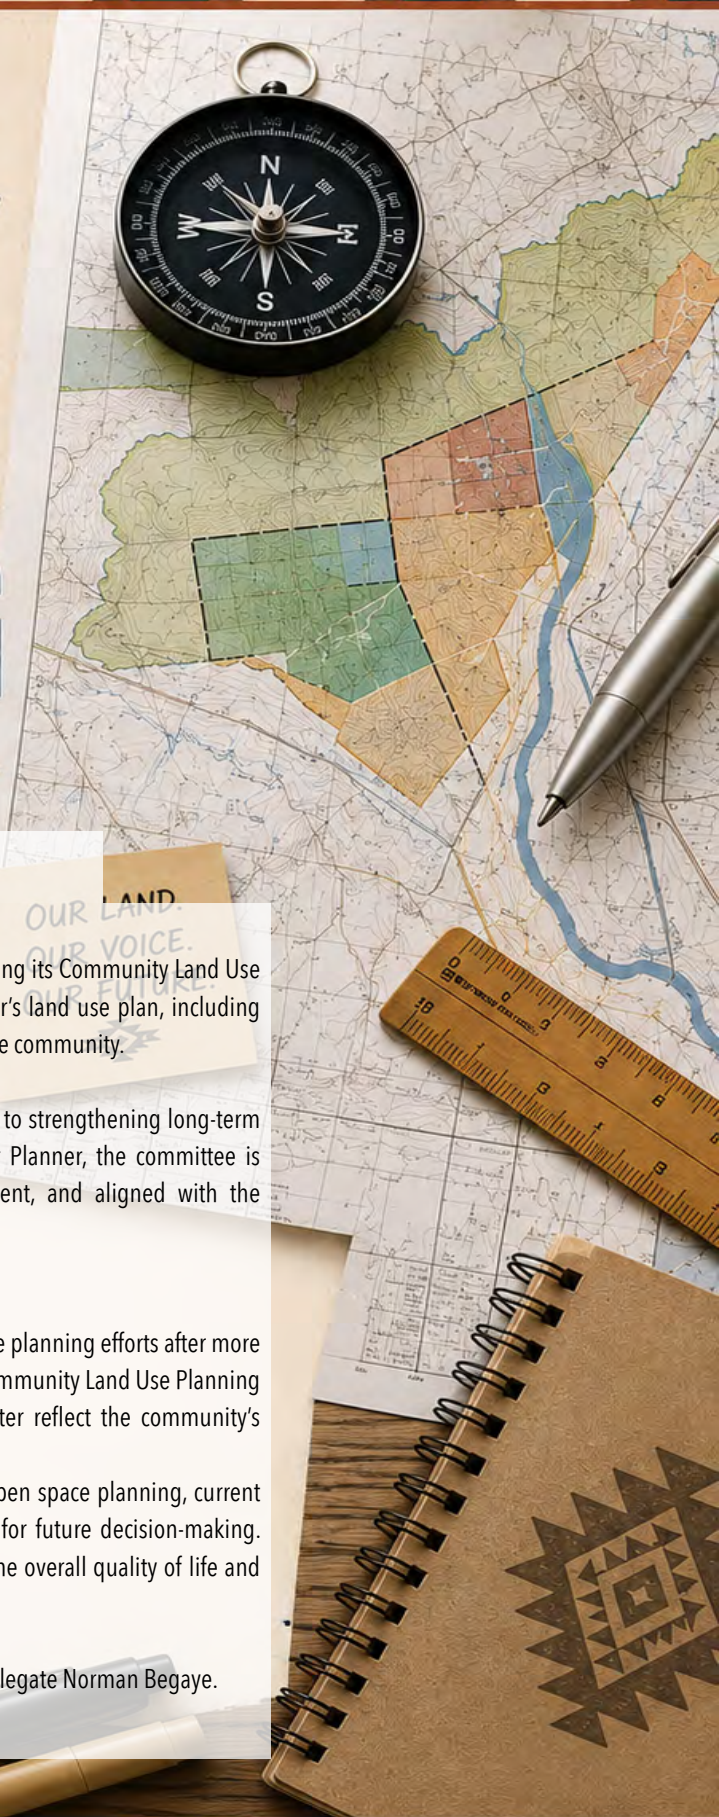 N
W
S
OUR LAND.
OUR VOICE.
OUR FUTURE.
ng its Community Land Use
r's land use plan, including
e community.
to strengthening long-term
Planner, the committee is
ent, and aligned with the
e planning efforts after more
mmunity Land Use Planning
ter reflect the community's
pen space planning, current
for future decision-making.
he overall quality of life and
legate Norman Begaye.